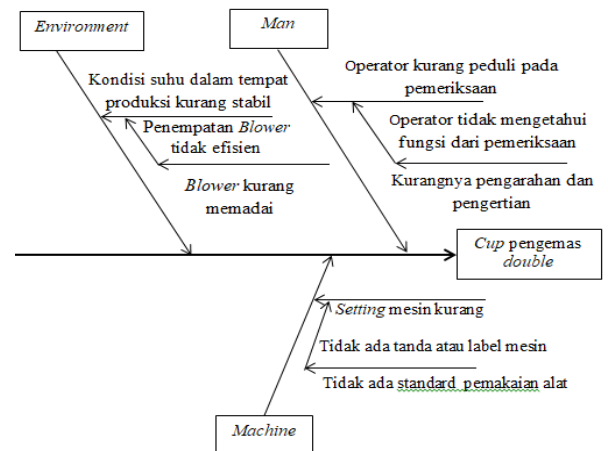 Environment
Man
Kondisi suhu dalam tempat
produksi kurang stabil
Penempatan Blower
tidak efisien
Blower kurang
memadai
Operator kurang peduli pada
pemeriksaan
Operator tidak mengetahui
fungsi dari pemeriksaan
Kurangnya pengarahan dan
pengertian
Cup pengemas
double
Setting mesin kurang
Tidak ada tanda atau label mesin
Tidak ada standard pemakaian alat
Machine